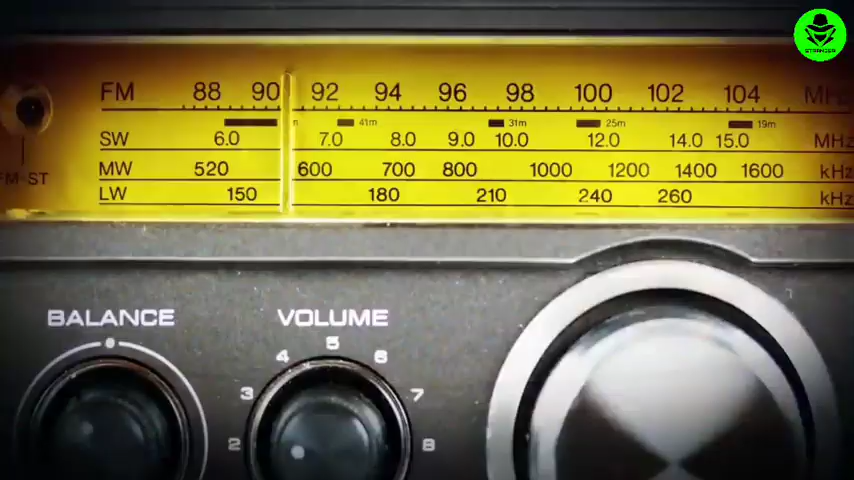 STRANGER
FM 88 90 92 94 96 98 100 102 104 MHz
41m 31m 25m 19m
SW 6.0 7.0 8.0 9.0 10.0 12.0 14.0 15.0 MHz
MW 520 600 700 800 1000 1200 1400 1600 kHz
FM-ST
LW 150 180 210 240 260 kHz
BALANCE VOLUME
2 3 4 5 6 7 8